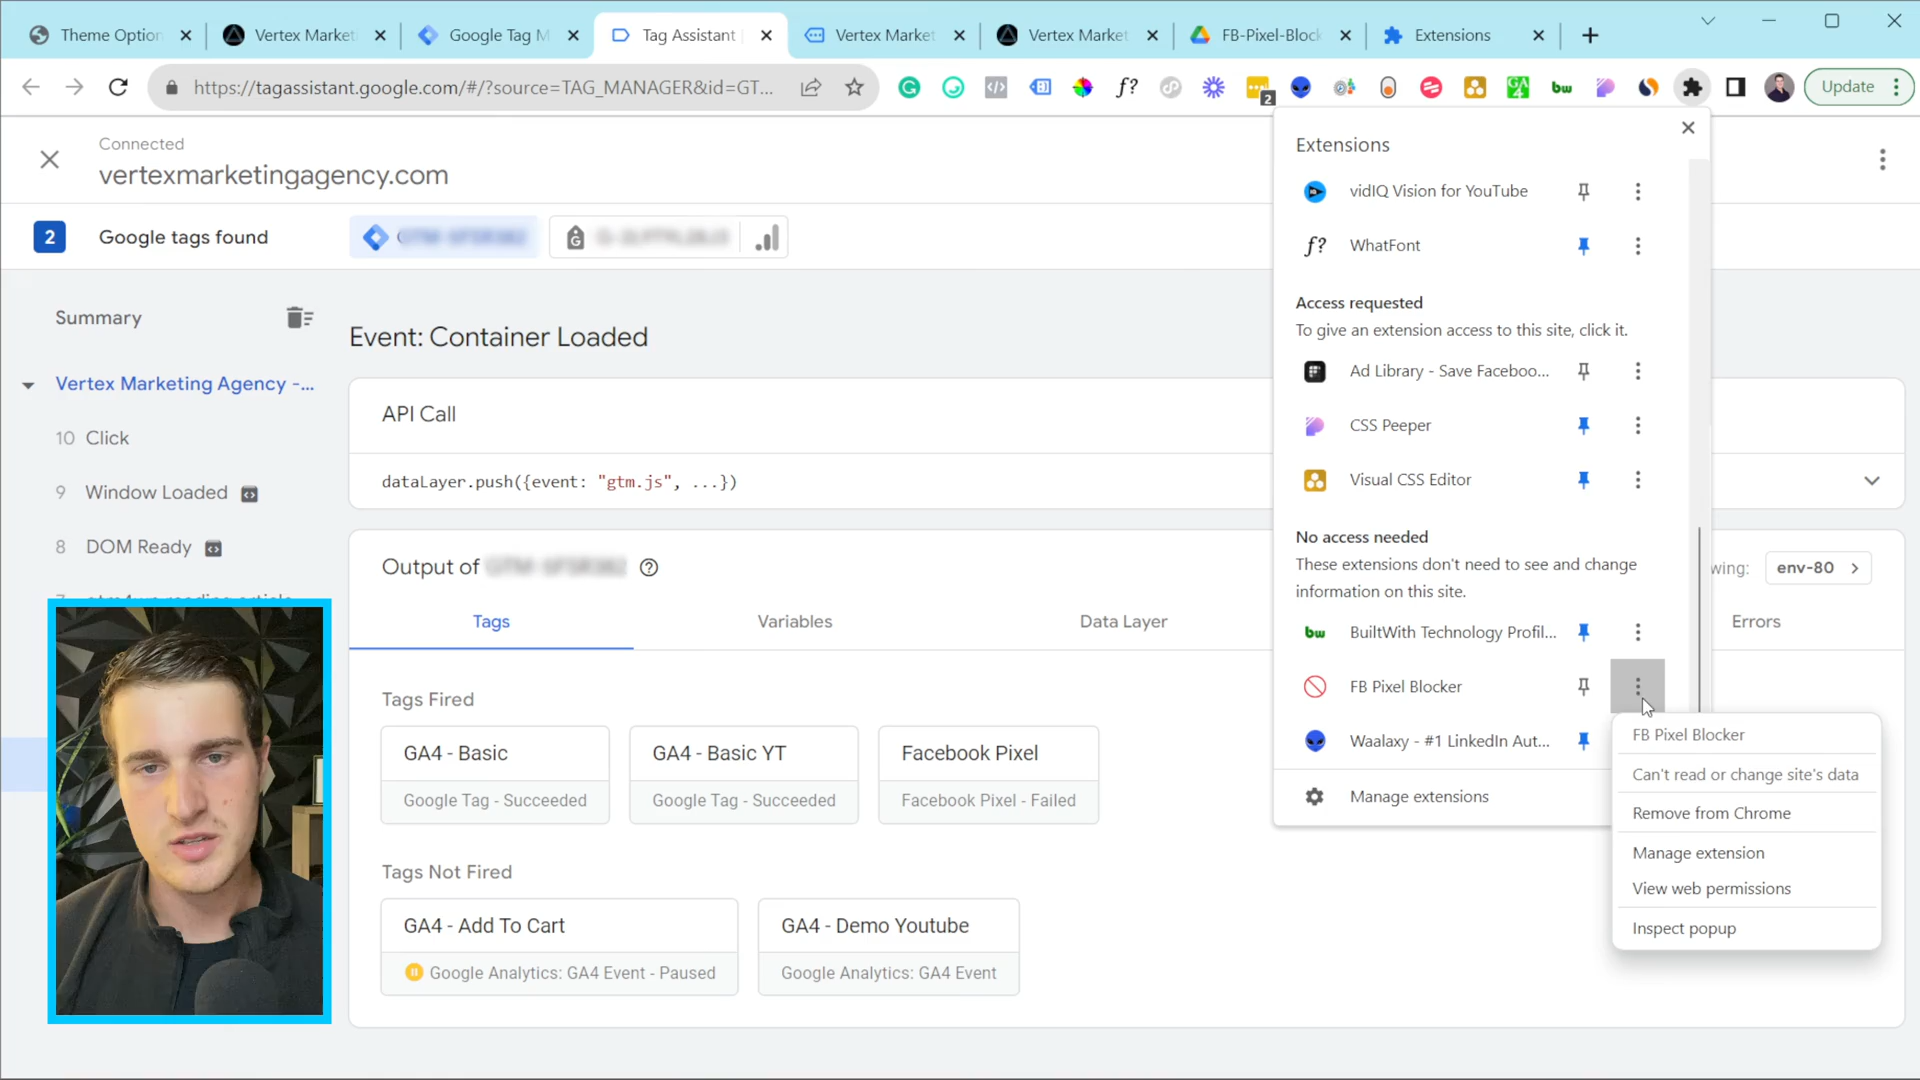 Theme Option
Vertex Market
Google Tag M
Tag Assistant
Vertex Market
Vertex Market
FB-Pixel-Block
Extensions
https://tagassistant.google.com/#/?source=TAG_MANAGER&id=GT...
f?
2
GA4
bw
Update
Connected
vertexmarketingagency.com
2
Google tags found
Summary
Vertex Marketing Agency -...
10 Click
9 Window Loaded
8 DOM Ready
Event: Container Loaded
API Call
dataLayer.push({event: "gtm.js", ...})
Output of
wing:
env-80
Tags
Variables
Data Layer
Errors
Tags Fired
GA4 - Basic
Google Tag - Succeeded
GA4 - Basic YT
Google Tag - Succeeded
Facebook Pixel
Facebook Pixel - Failed
Tags Not Fired
GA4 - Add To Cart
Google Analytics: GA4 Event - Paused
GA4 - Demo Youtube
Google Analytics: GA4 Event
Extensions
vidIQ Vision for YouTube
f? WhatFont
Access requested
To give an extension access to this site, click it.
Ad Library - Save Faceboo...
CSS Peeper
Visual CSS Editor
No access needed
These extensions don't need to see and change
information on this site.
bw BuiltWith Technology Profil...
FB Pixel Blocker
Waalaxy - #1 LinkedIn Aut...
Manage extensions
FB Pixel Blocker
Can't read or change site's data
Remove from Chrome
Manage extension
View web permissions
Inspect popup